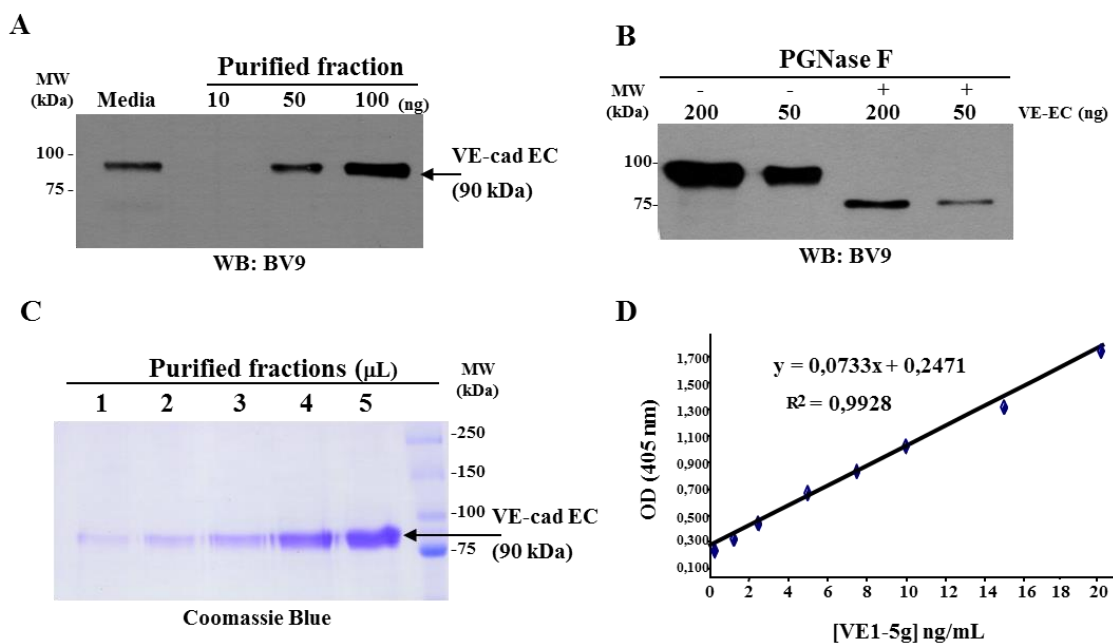 A
Purified fraction
MW
(kDa)
Media 10 50 100 (ng)
100 -
75 -
VE-cad EC
(90 kDa)
WB: BV9
B
PGNase F
MW - - + +
(kDa) 200 50 200 50 VE-EC (ng)
100-
75-
WB: BV9
C
Purified fractions (µL)
MW
(kDa)
1 2 3 4 5
-250
-150
-100
-75
VE-cad EC
(90 kDa)
Coomassie Blue
D
y = 0,0733x + 0,2471
R2 = 0,9928
OD (405 nm)
1,700
1,500
1,300
1,100
0,900
0,700
0,500
0,300
0,100
0 2 4 6 8 10 12 14 16 18 20
[VE1-5g] ng/mL